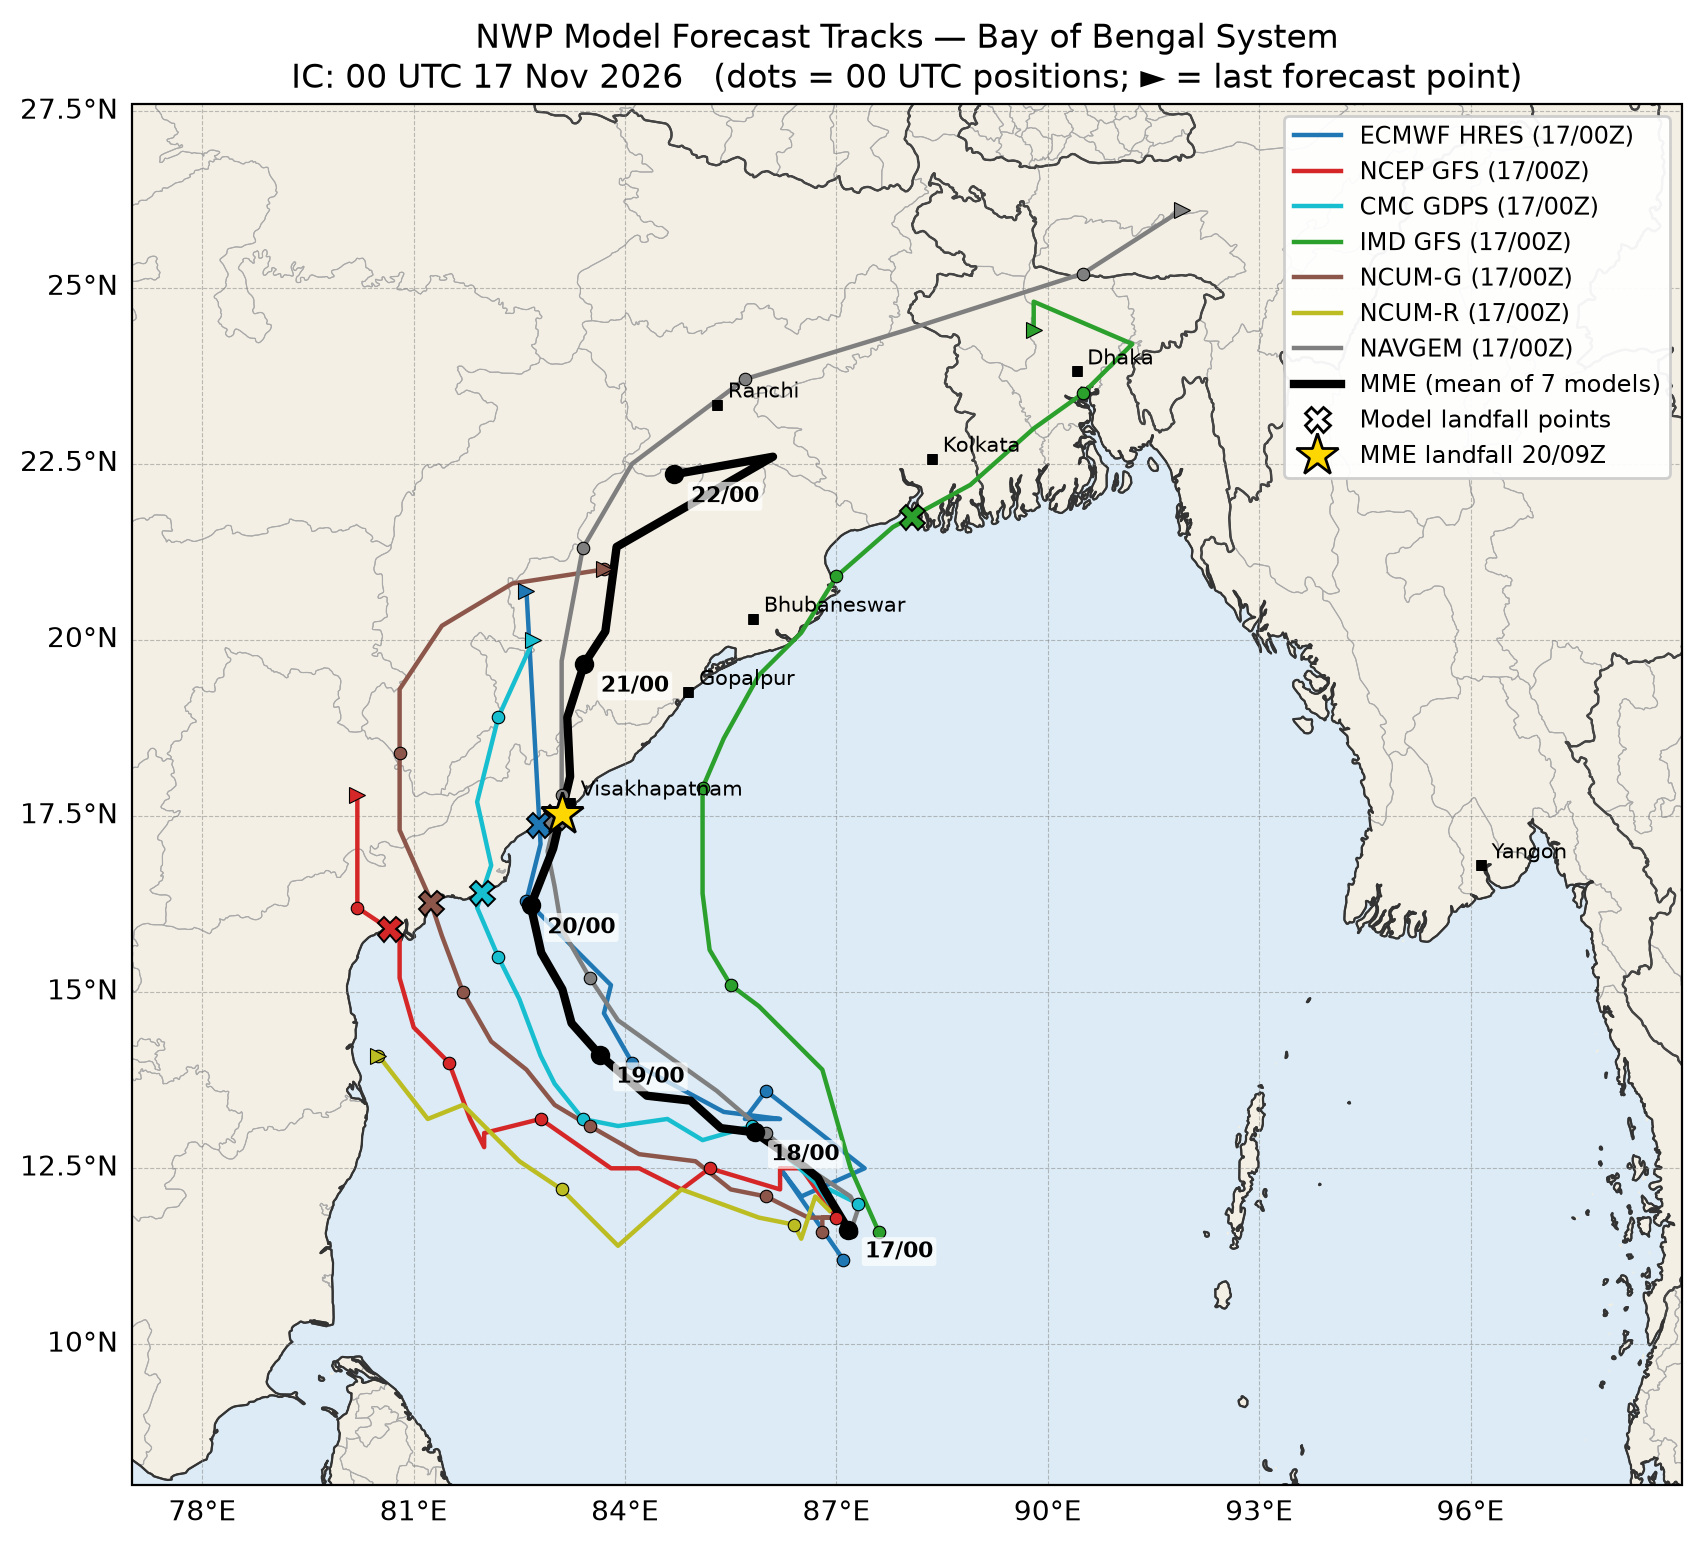 NWP Model Forecast Tracks — Bay of Bengal System
IC: 00 UTC 17 Nov 2026   (dots = 00 UTC positions; ► = last forecast point)
27.5°N
25°N
22.5°N
20°N
17.5°N
15°N
12.5°N
10°N
78°E
81°E
84°E
87°E
90°E
93°E
96°E
ECMWF HRES (17/00Z)
NCEP GFS (17/00Z)
CMC GDPS (17/00Z)
IMD GFS (17/00Z)
NCUM-G (17/00Z)
NCUM-R (17/00Z)
NAVGEM (17/00Z)
MME (mean of 7 models)
Model landfall points
MME landfall 20/09Z
Dhaka
Ranchi
Kolkata
22/00
Bhubaneswar
Gopalpur
21/00
Visakhapatnam
Yangon
20/00
19/00
18/00
17/00